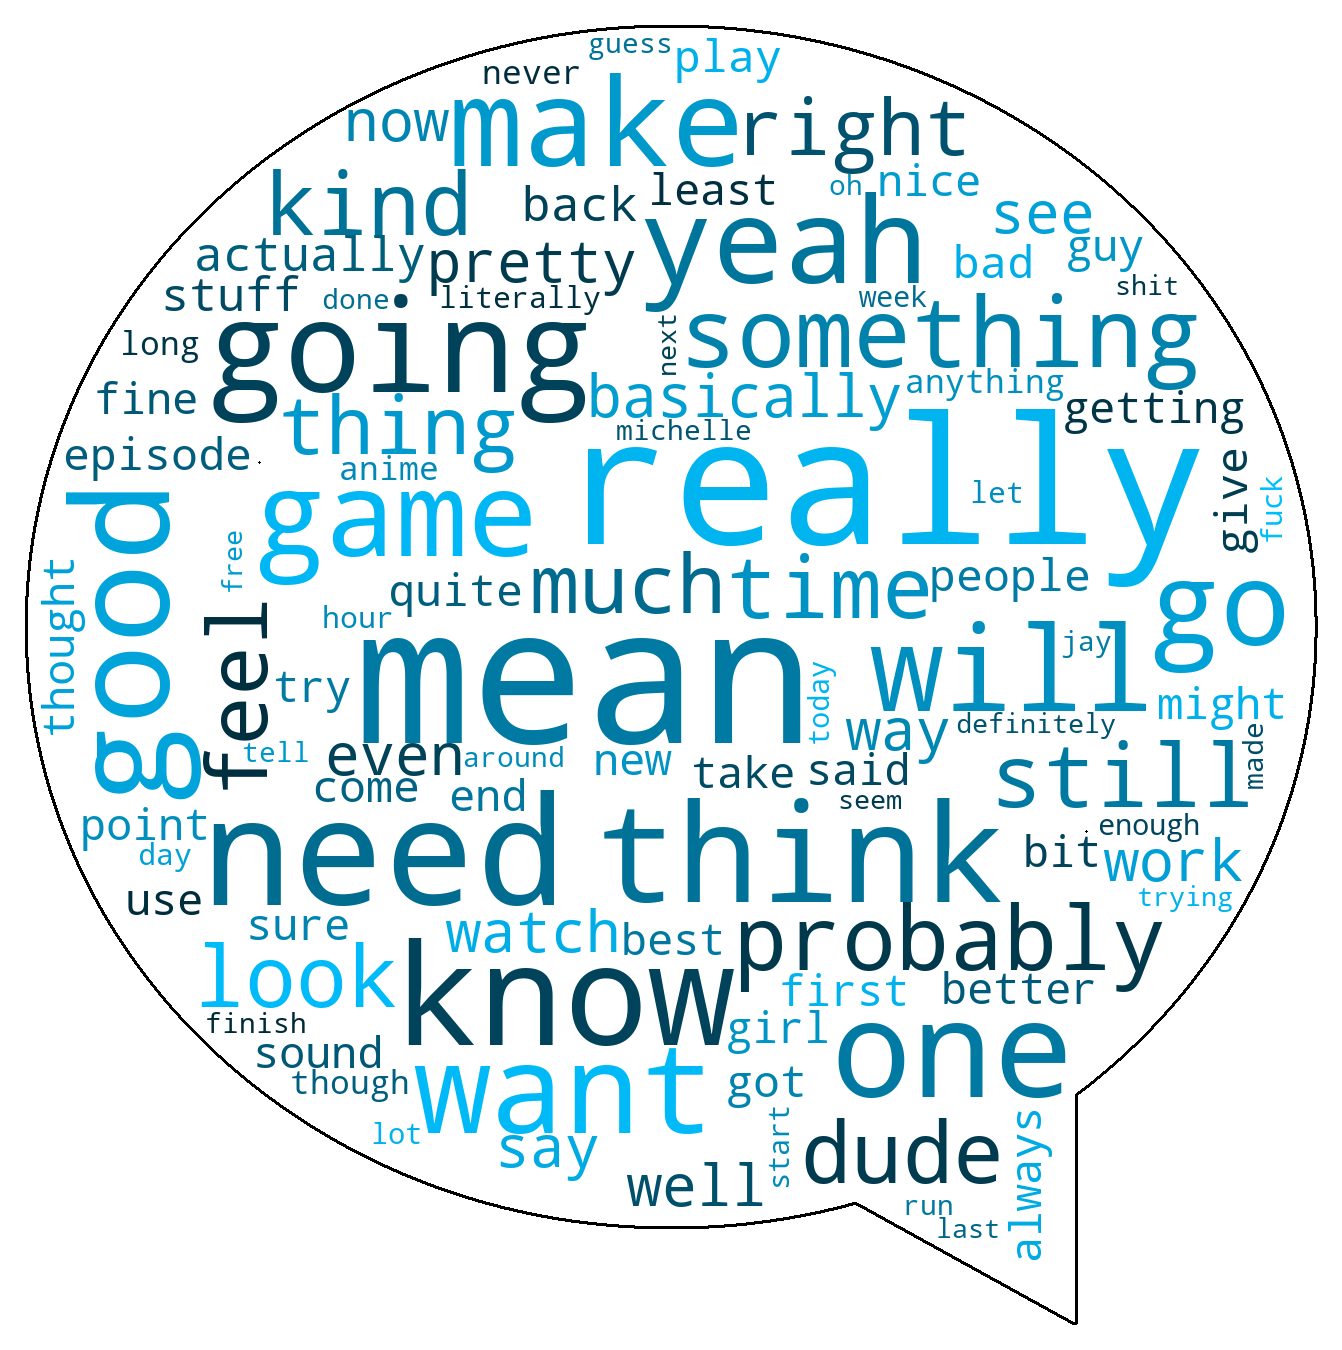 guess
play
never
make
now
right
kind
back
least
oh
nice
yeah
see
actually
pretty
bad
guy
stuff
done
literally
week
shit
going
long
next
something
fine
thing
basically
anything
getting
episode
michelle
anime
really
good
game
let
give
fuck
thought
free
quite
much
time
people
go
feel
hour
mean
will
jay
try
today
might
tell
even
around
new
way
definitely
come
end
take
said
still
made
seem
point
need
think
enough
day
bit
work
use
trying
sure
watch
best
probably
look
know
first
better
finish
girl
one
sound
though
want
got
lot
say
start
dude
always
well
run
last